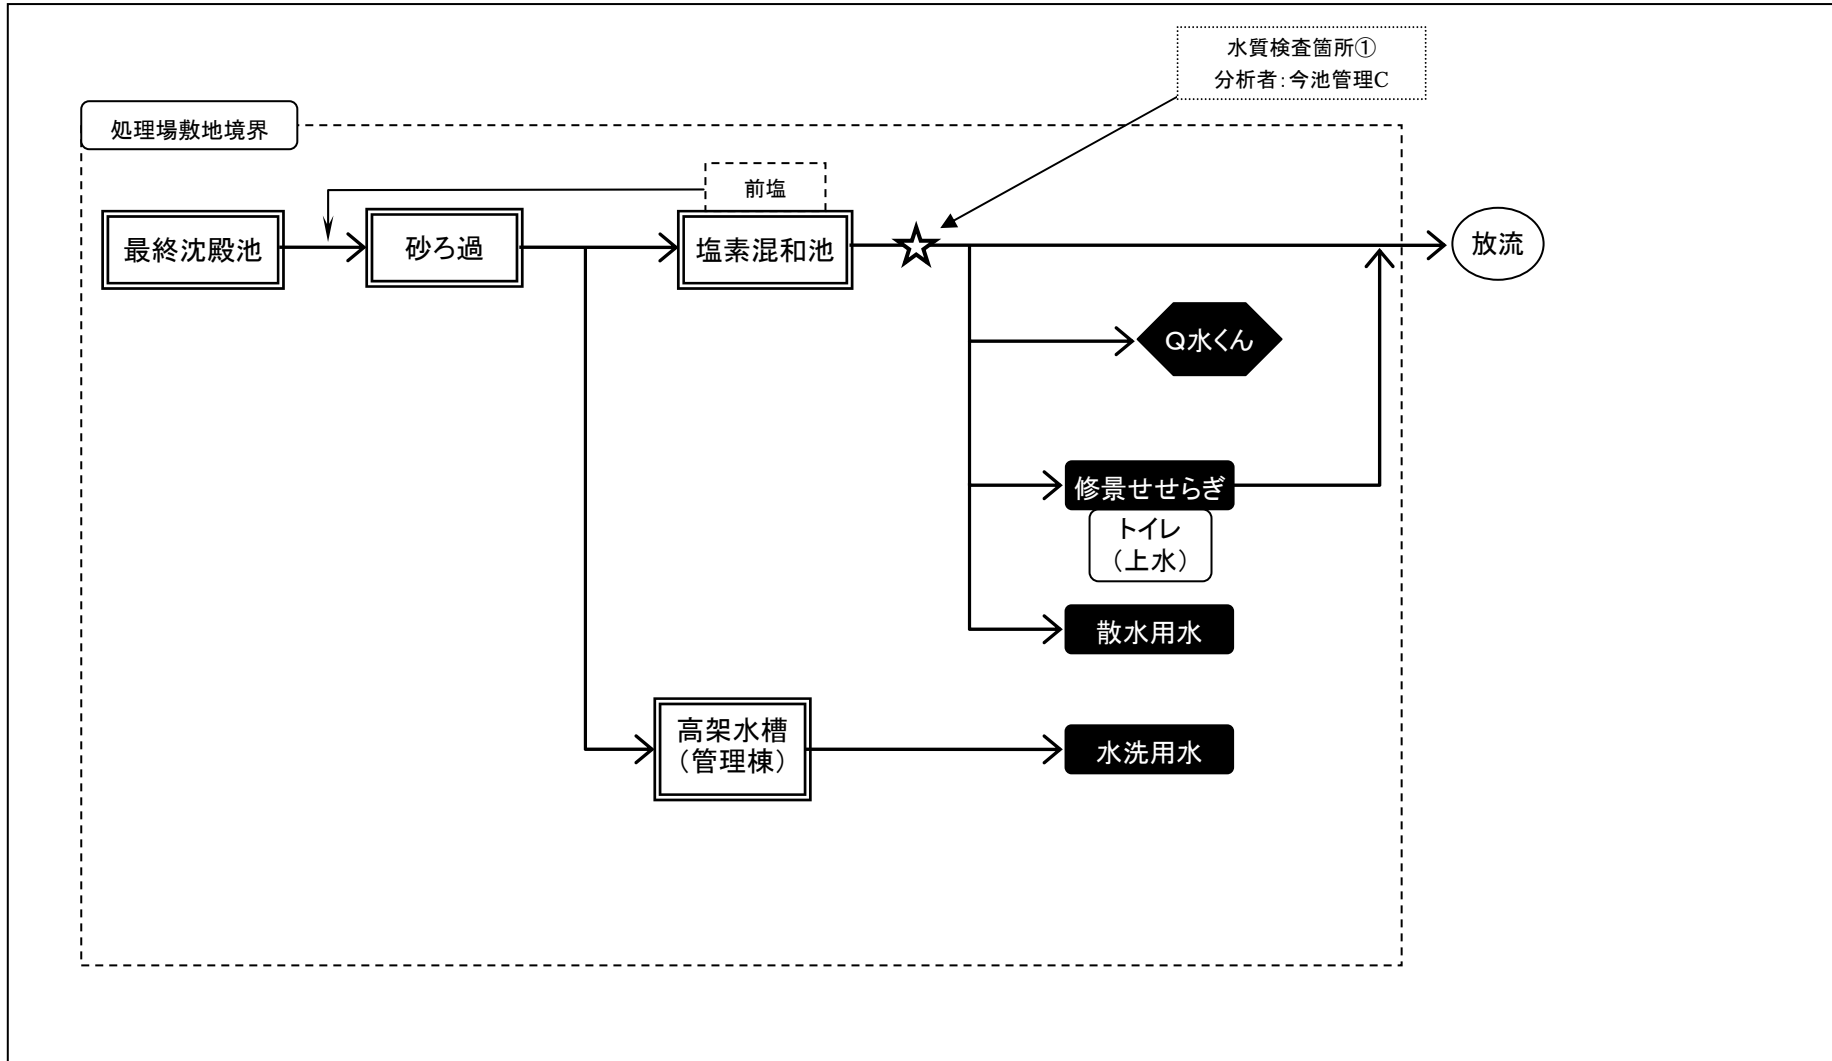 水質検査箇所①
分析者:今池管理C
処理場敷地境界
前塩
最終沈殿池
砂ろ過
塩素混和池
放流
Q水くん
修景せせらぎ
トイレ
(上水)
散水用水
高架水槽
(管理棟)
水洗用水